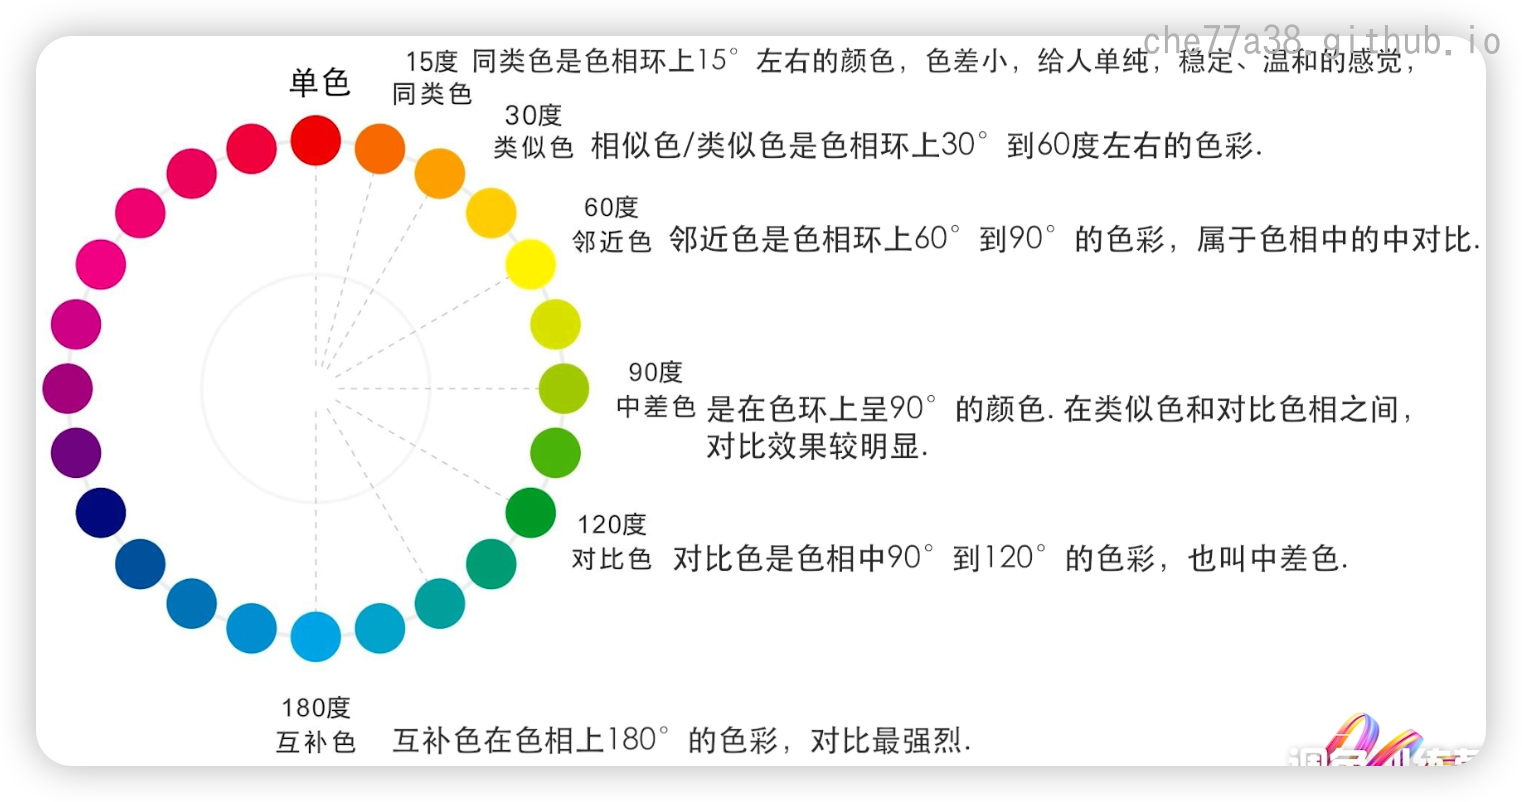 che77a38.github.io
单色
15度
同类色
同类色是色相环上15°左右的颜色，色差小，给人单纯，稳定、温和的感觉，
30度
类似色
相似色/类似色是色相环上30°到60度左右的色彩.
60度
邻近色
邻近色是色相环上60°到90°的色彩，属于色相中的中对比.
90度
中差色
是在色环上呈90°的颜色.在类似色和对比色相之间，
对比效果较明显.
120度
对比色
对比色是色相中90°到120°的色彩，也叫中差色.
180度
互补色
互补色在色相上180°的色彩，对比最强烈.